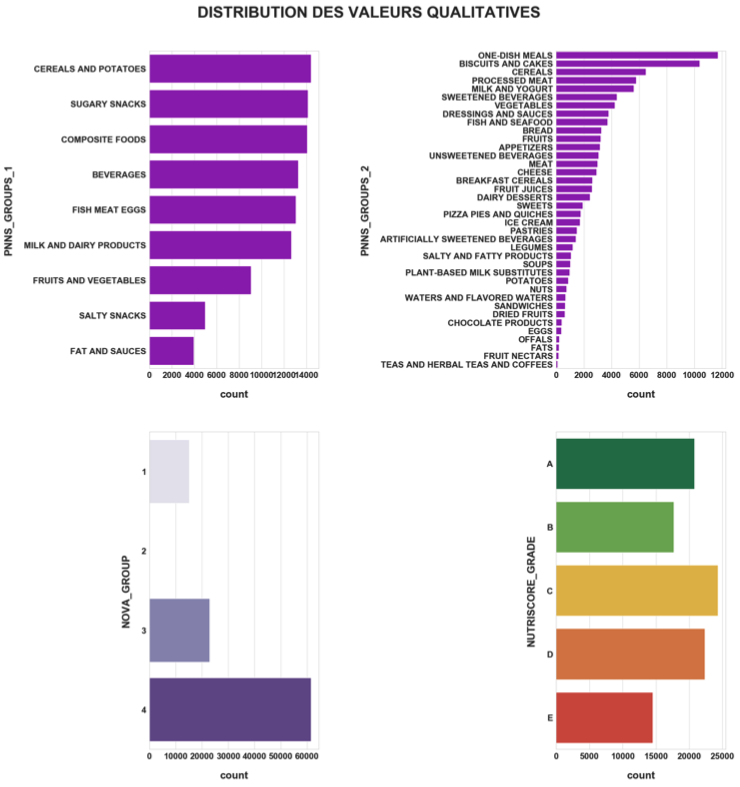 DISTRIBUTION DES VALEURS QUALITATIVES
PNNS_GROUPS_1
CEREALS AND POTATOES
SUGARY SNACKS
COMPOSITE FOODS
BEVERAGES
FISH MEAT EGGS
MILK AND DAIRY PRODUCTS
FRUITS AND VEGETABLES
SALTY SNACKS
FAT AND SAUCES
0 2000 4000 6000 8000 10000 12000 14000
count
PNNS_GROUPS_2
ONE-DISH MEALS
BISCUITS AND CAKES
CEREALS
PROCESSED MEAT
MILK AND YOGURT
SWEETENED BEVERAGES
VEGETABLES
DRESSINGS AND SAUCES
FISH AND SEAFOOD
BREAD
FRUITS
APPETIZERS
UNSWEETENED BEVERAGES
MEAT
CHEESE
BREAKFAST CEREALS
FRUIT JUICES
DAIRY DESSERTS
SWEETS
PIZZA PIES AND QUICHES
ICE CREAM
PASTRIES
ARTIFICIALLY SWEETENED BEVERAGES
LEGUMES
SALTY AND FATTY PRODUCTS
SOUPS
PLANT-BASED MILK SUBSTITUTES
POTATOES
NUTS
WATERS AND FLAVORED WATERS
SANDWICHES
DRIED FRUITS
CHOCOLATE PRODUCTS
EGGS
OFFALS
FATS
FRUIT NECTARS
TEAS AND HERBAL TEAS AND COFFEES
0 2000 4000 6000 8000 10000 12000
count
NOVA_GROUP
1
2
3
4
0 10000 20000 30000 40000 50000 60000
count
NUTRISCORE_GRADE
A
B
C
D
E
0 5000 10000 15000 20000 25000
count